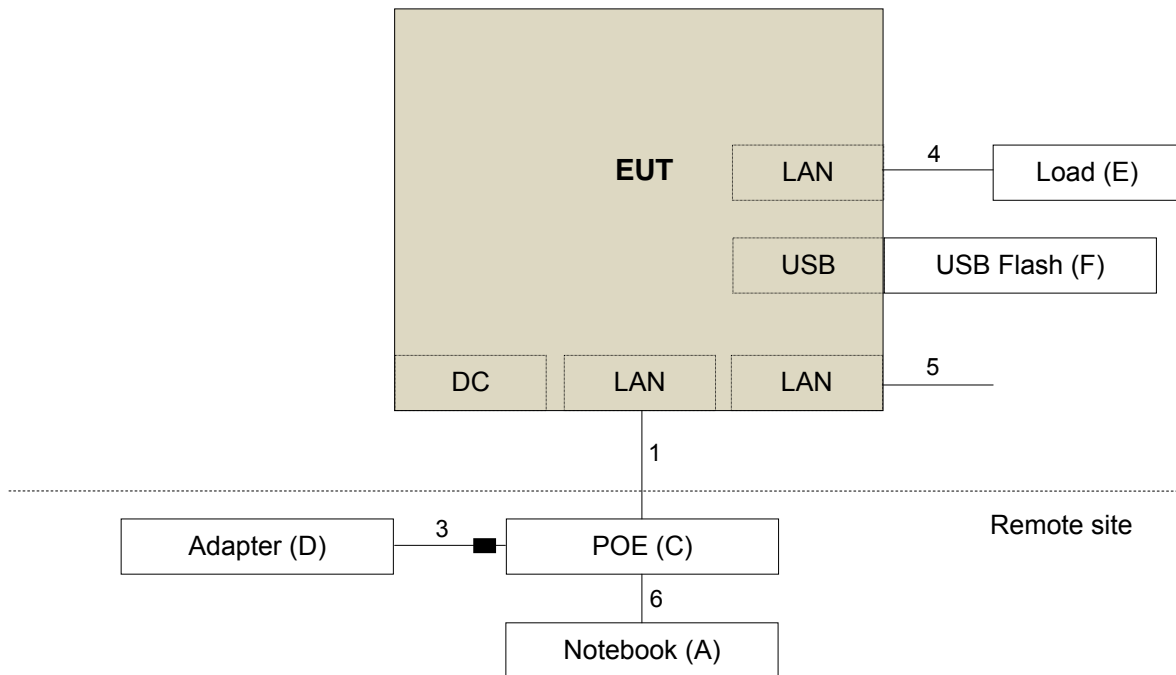 4
EUT
LAN
Load (E)
USB
USB Flash (F)
5
DC
LAN
LAN
1
Remote site
3
Adapter (D)
POE (C)
6
Notebook (A)